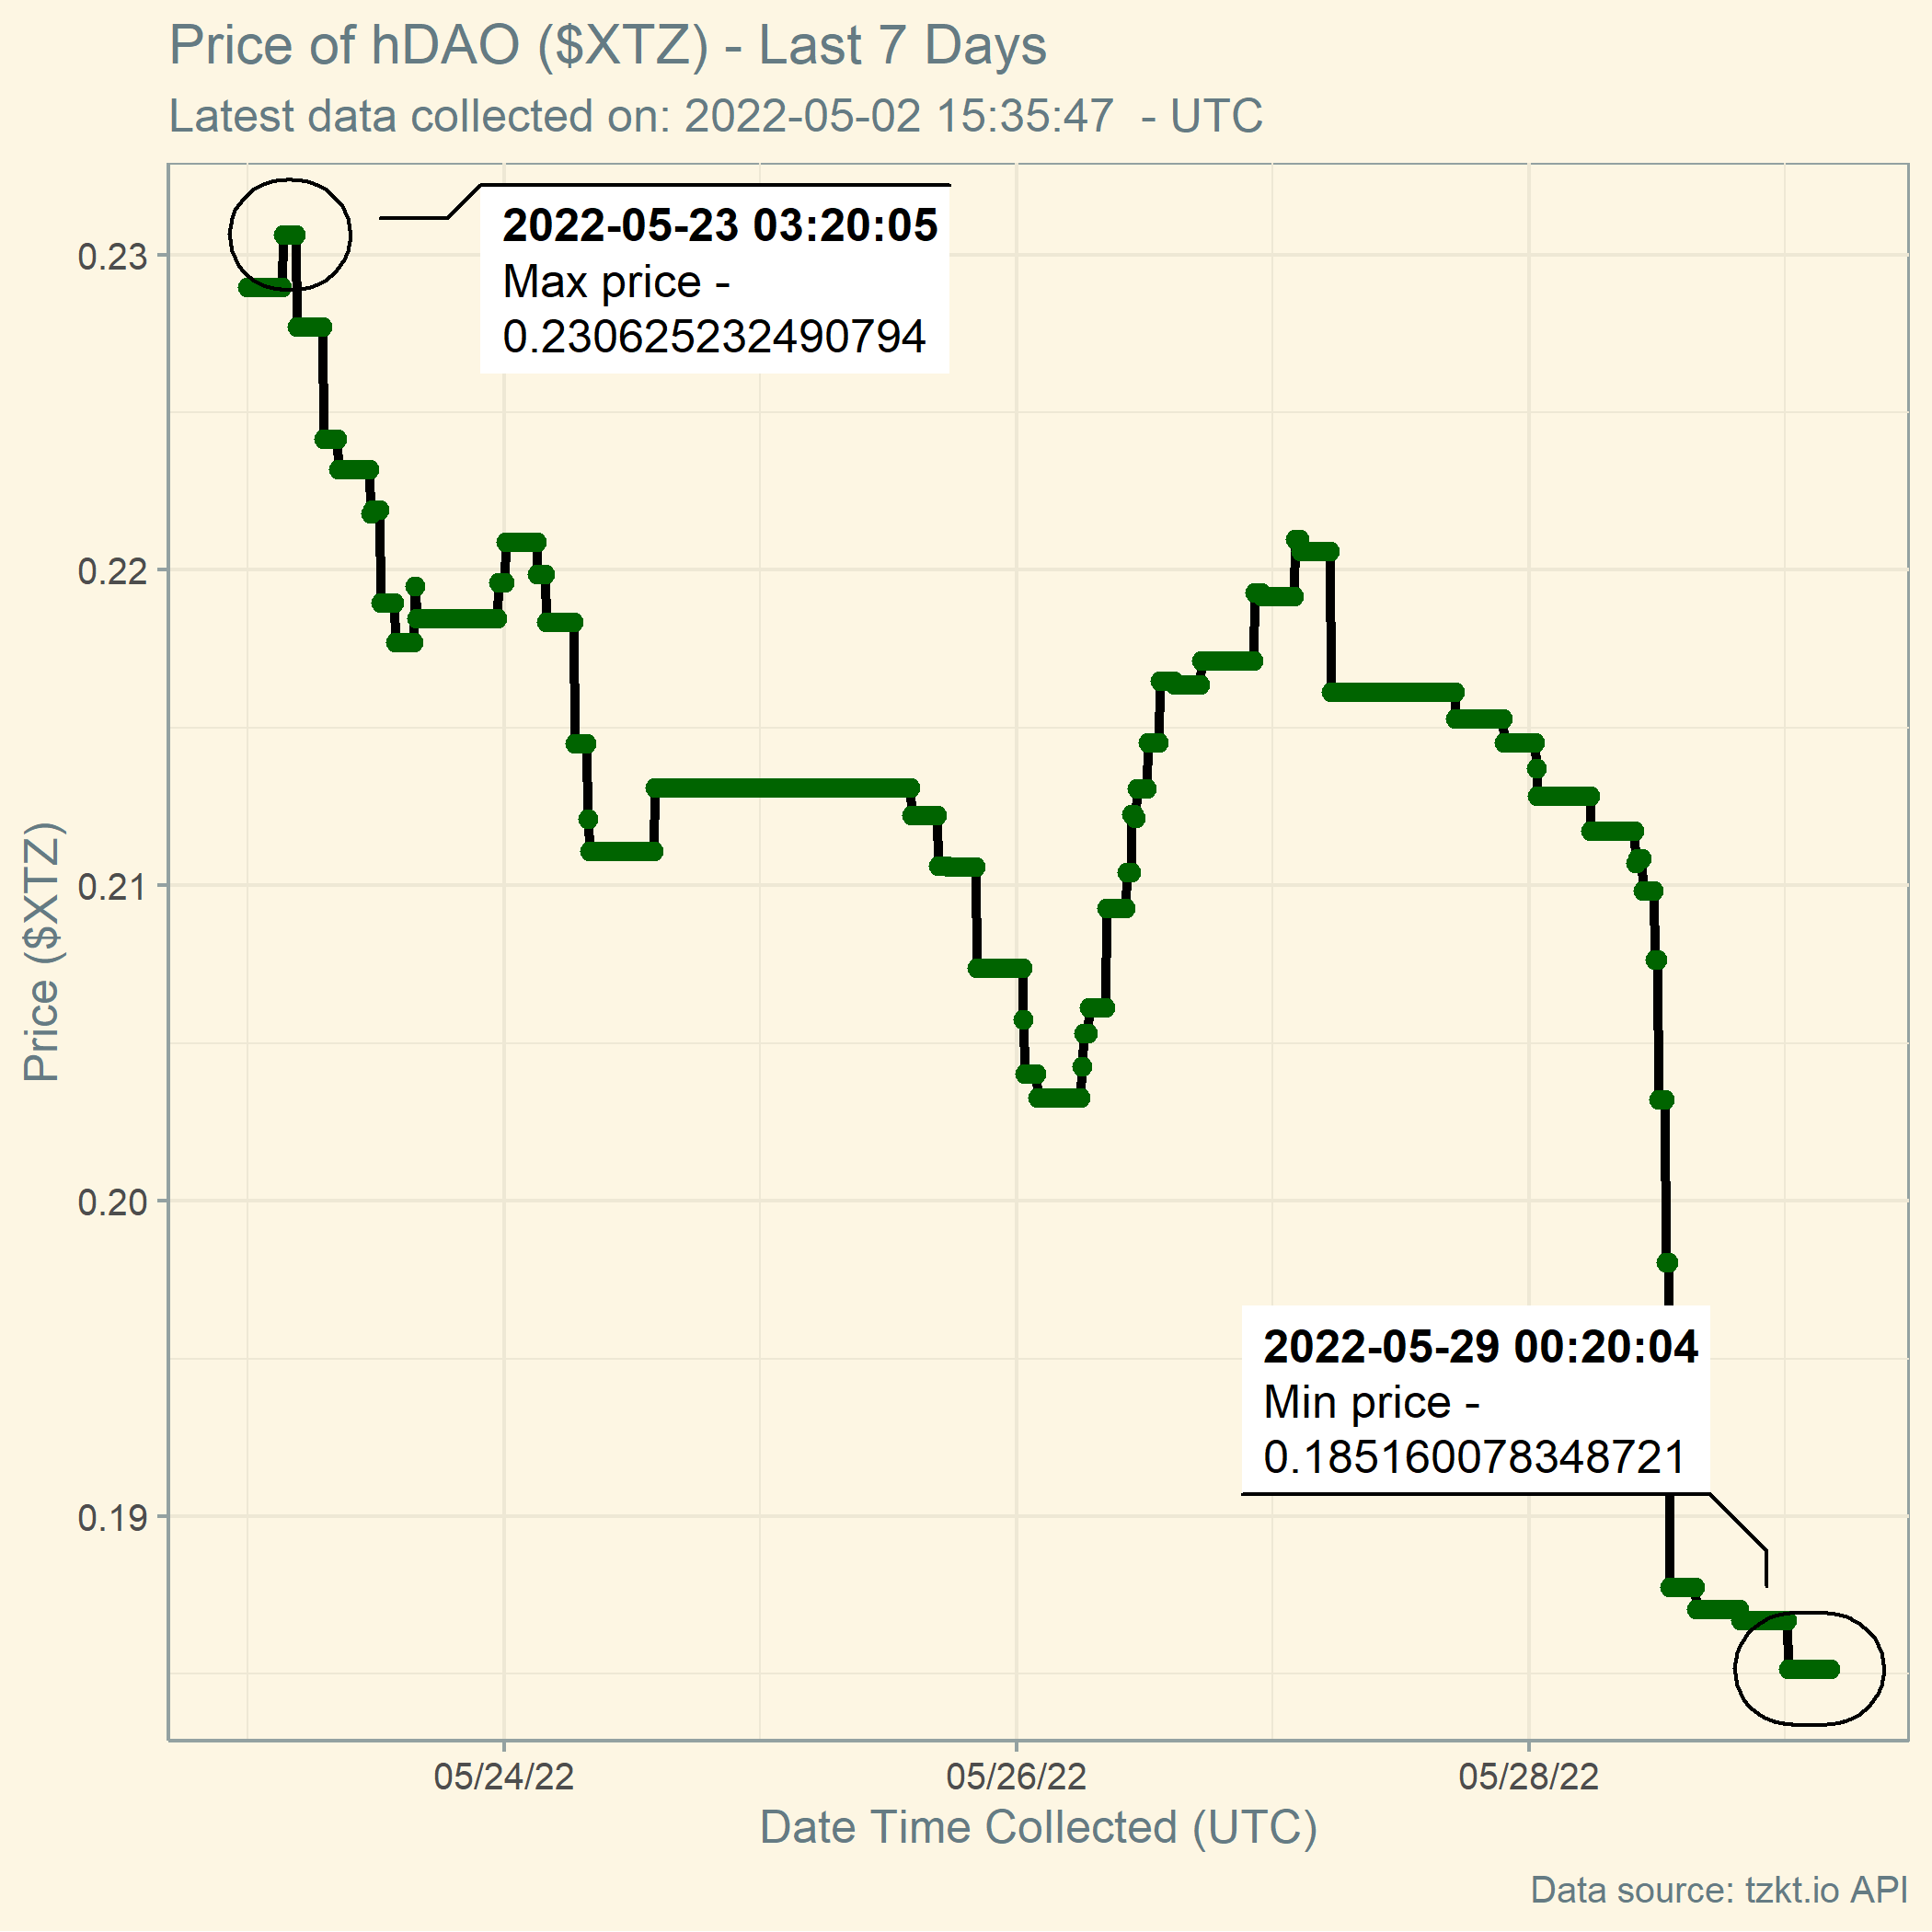 Price of hDAO ($XTZ) - Last 7 Days
Latest data collected on: 2022-05-02 15:35:47  - UTC
2022-05-23 03:20:05
Max price -
0.230625232490794
0.23
0.22
0.21
0.20
0.19
Price ($XTZ)
2022-05-29 00:20:04
Min price -
0.185160078348721
05/24/22
05/26/22
05/28/22
Date Time Collected (UTC)
Data source: tzkt.io API